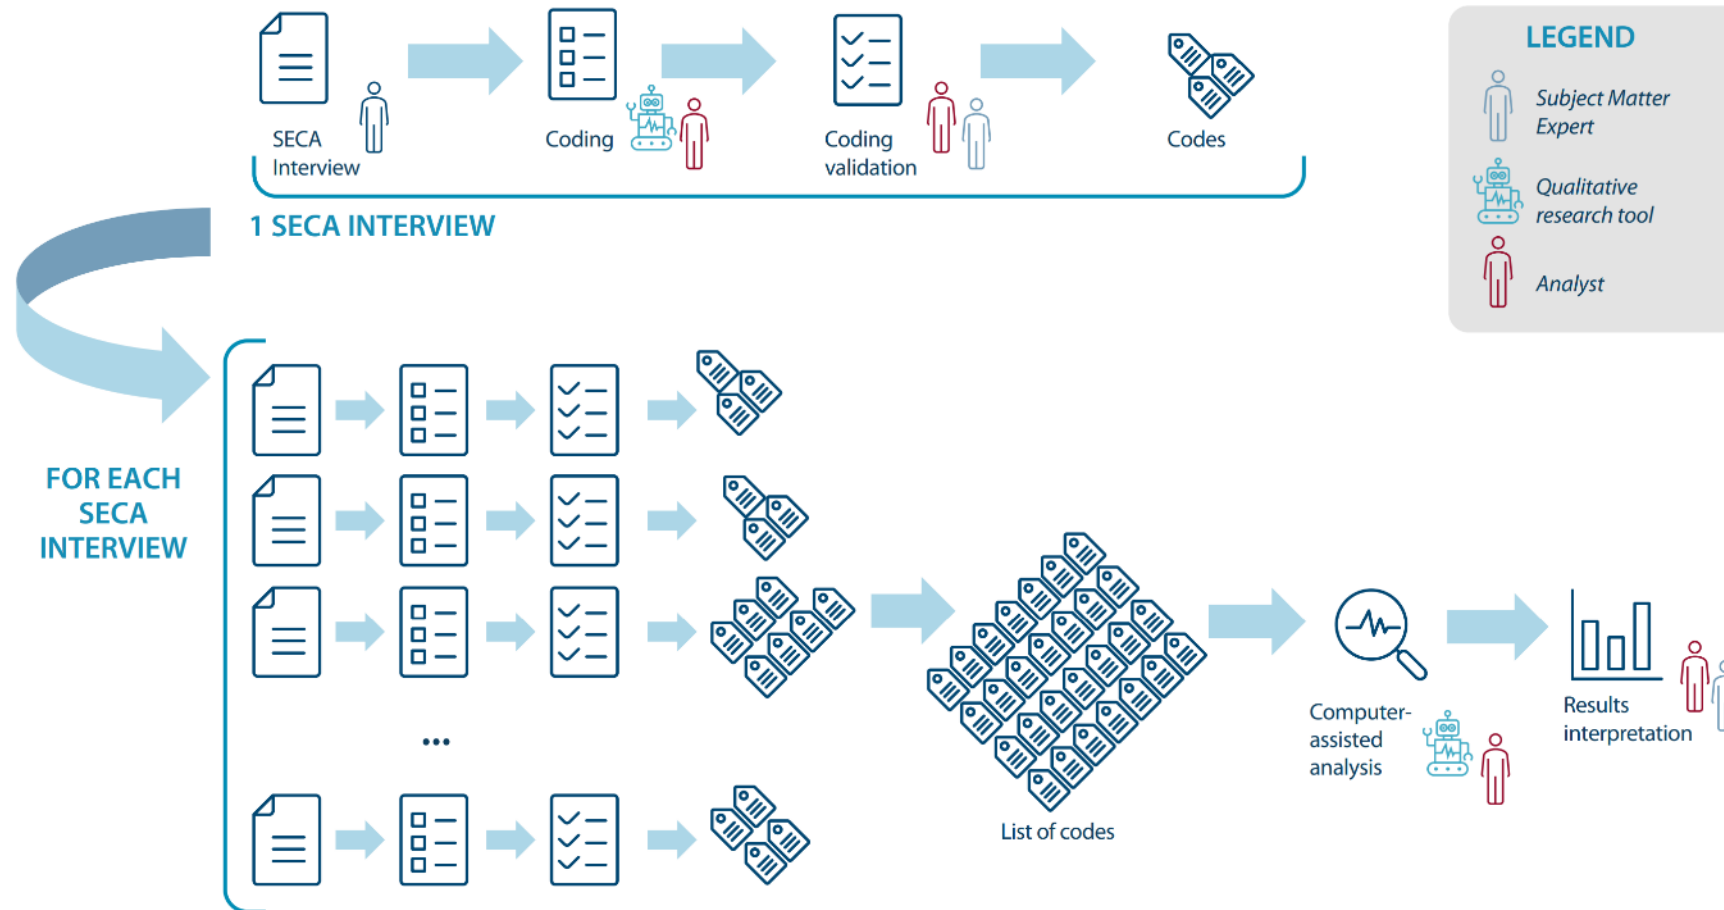 SECA
Interview
Coding
Coding
validation
Codes
1 SECA INTERVIEW
LEGEND
Subject Matter
Expert
Qualitative
research tool
Analyst
FOR EACH
SECA
INTERVIEW
...
List of codes
Computer-
assisted
analysis
Results
interpretation